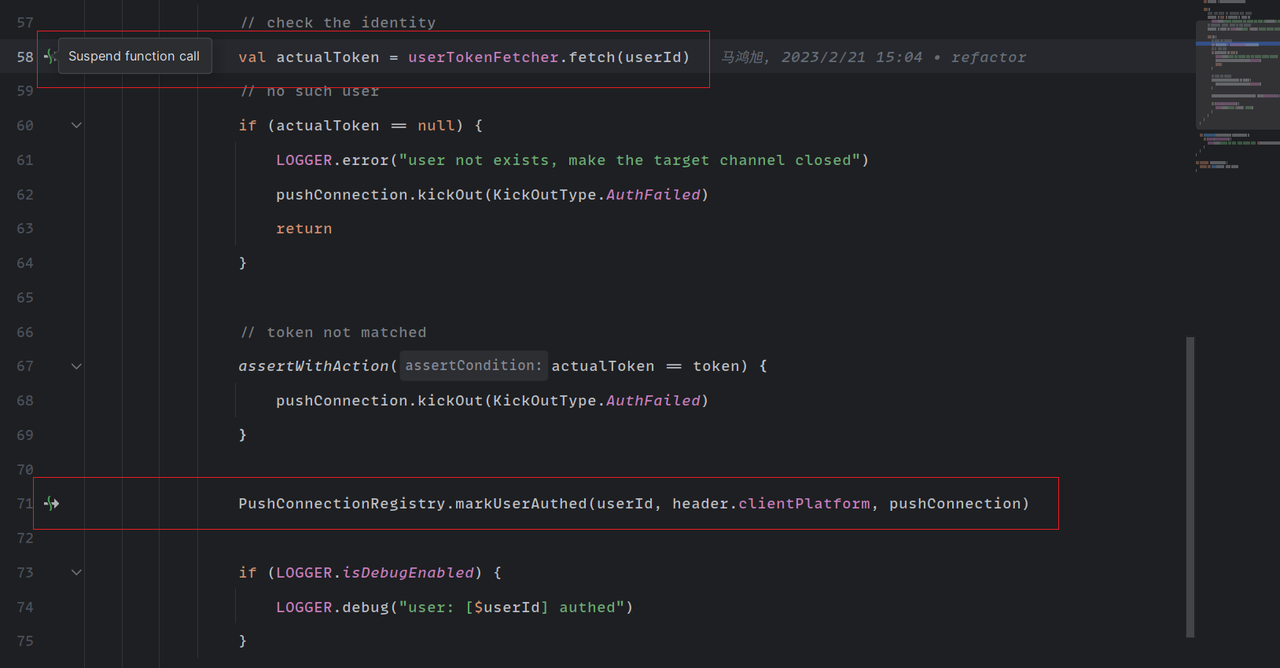 57 // check the identity
58 Suspend function call val actualToken = userTokenFetcher.fetch(userId) 马鸿旭, 2023/2/21 15:04 • refactor
59 // no such user
60 if (actualToken == null) {
61 LOGGER.error("user not exists, make the target channel closed")
62 pushConnection.kickOut(KickOutType.AuthFailed)
63 return
64 }
65
66 // token not matched
67 assertWithAction( assertCondition: actualToken == token) {
68 pushConnection.kickOut(KickOutType.AuthFailed)
69 }
70
71 PushConnectionRegistry.markUserAuthed(userId, header.clientPlatform, pushConnection)
72
73 if (LOGGER.isDebugEnabled) {
74 LOGGER.debug("user: [$userId] authed")
75 }